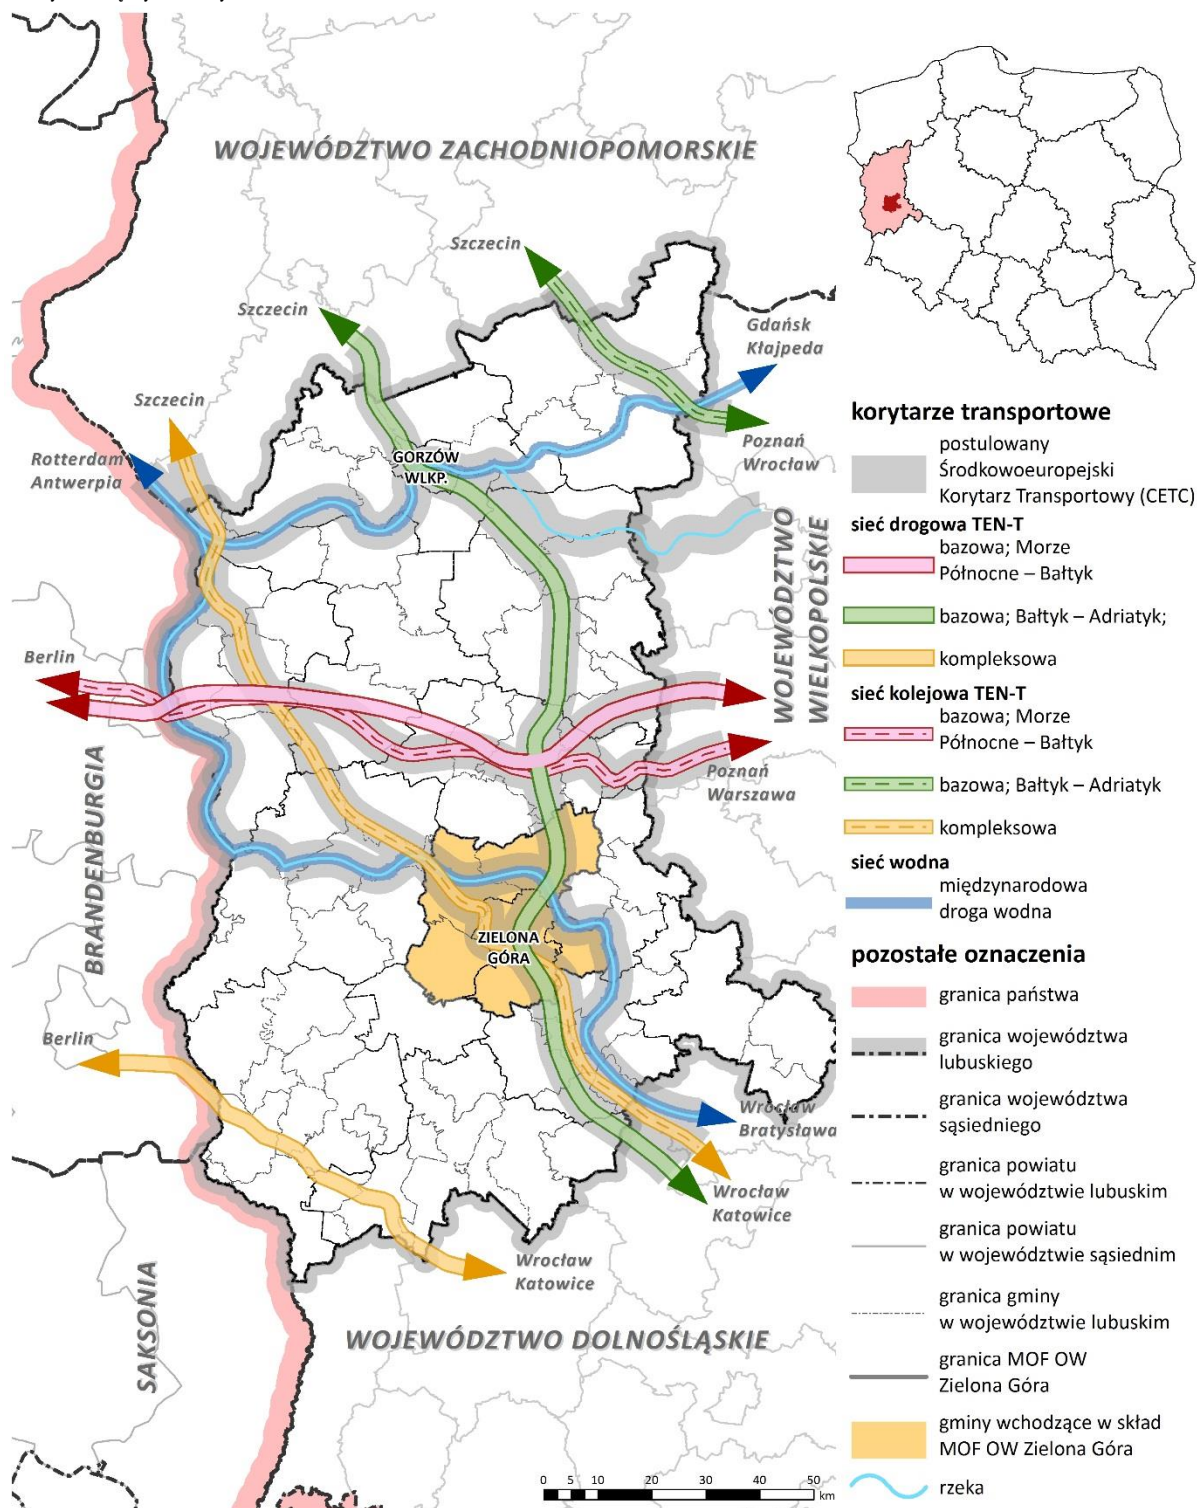 WOJEWÓDZTWO ZACHODNIOPOMORSKIE
Szczecin
Szczecin
Gdańsk
Kłajpeda
Szczecin
Rotterdam
Antwerpia
GORZÓW
WLKP.
Poznań
Wrocław
WOJEWÓDZTWO
WIELKOPOLSKIE
Berlin
Poznań
Warszawa
BRANDENBURGIA
ZIELONA
GÓRA
Berlin
Wrocław
Bratysława
Wrocław
Katowice
Wrocław
Katowice
SAKSONIA
WOJEWÓDZTWO DOLNOŚLĄSKIE
0 5 10 20 30 40 50
km
korytarze transportowe
postulowany
Środkowoeuropejski
Korytarz Transportowy (CETC)
sieć drogowa TEN-T
bazowa; Morze
Północne – Bałtyk
bazowa; Bałtyk – Adriatyk;
kompleksowa
sieć kolejowa TEN-T
bazowa; Morze
Północne – Bałtyk
bazowa; Bałtyk – Adriatyk
kompleksowa
sieć wodna
międzynarodowa
droga wodna
pozostałe oznaczenia
granica państwa
granica województwa
lubuskiego
granica województwa
sąsiedniego
granica powiatu
w województwie lubuskim
granica powiatu
w województwie sąsiednim
granica gminy
w województwie lubuskim
granica MOF OW
Zielona Góra
gminy wchodzące w skład
MOF OW Zielona Góra
rzeka